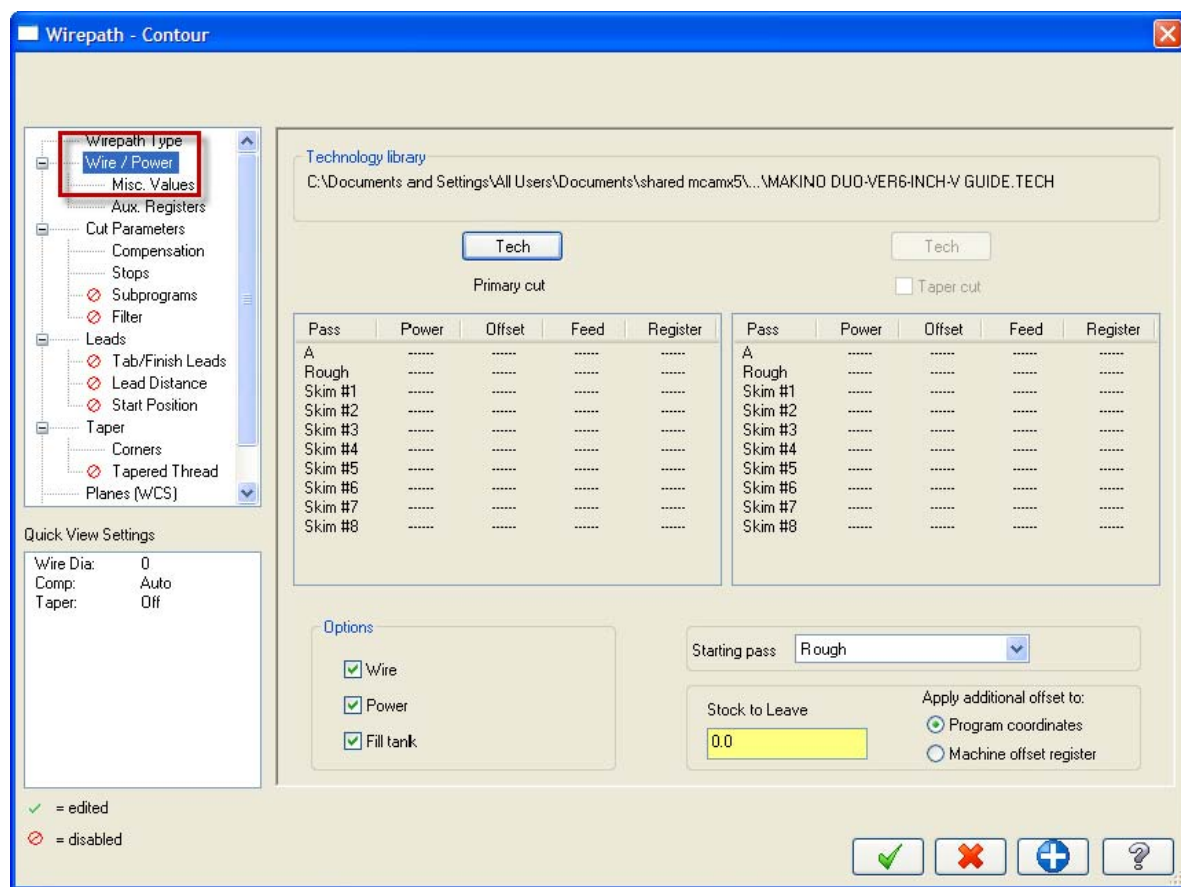 Wirepath - Contour
Wirepath Type
Wire / Power
Misc. Values
Aux. Registers
Cut Parameters
Compensation
Stops
Subprograms
Filter
Leads
Tab/Finish Leads
Lead Distance
Start Position
Taper
Corners
Tapered Thread
Planes (WCS)
Quick View Settings
Wire Dia: 0
Comp: Auto
Taper: Off
= edited
= disabled
Technology library
C:\Documents and Settings\All Users\Documents\shared mcamx5\...\MAKINO DUO-VER6-INCH-V GUIDE.TECH
Tech
Primary cut
Pass Power Offset Feed Register
A ------ ------ ------ ------
Rough ------ ------ ------ ------
Skim #1 ------ ------ ------ ------
Skim #2 ------ ------ ------ ------
Skim #3 ------ ------ ------ ------
Skim #4 ------ ------ ------ ------
Skim #5 ------ ------ ------ ------
Skim #6 ------ ------ ------ ------
Skim #7 ------ ------ ------ ------
Skim #8 ------ ------ ------ ------
Tech
Taper cut
Pass Power Offset Feed Register
A ------ ------ ------ ------
Rough ------ ------ ------ ------
Skim #1 ------ ------ ------ ------
Skim #2 ------ ------ ------ ------
Skim #3 ------ ------ ------ ------
Skim #4 ------ ------ ------ ------
Skim #5 ------ ------ ------ ------
Skim #6 ------ ------ ------ ------
Skim #7 ------ ------ ------ ------
Skim #8 ------ ------ ------ ------
Options
Wire
Power
Fill tank
Starting pass Rough
Stock to Leave
0.0
Apply additional offset to:
Program coordinates
Machine offset register